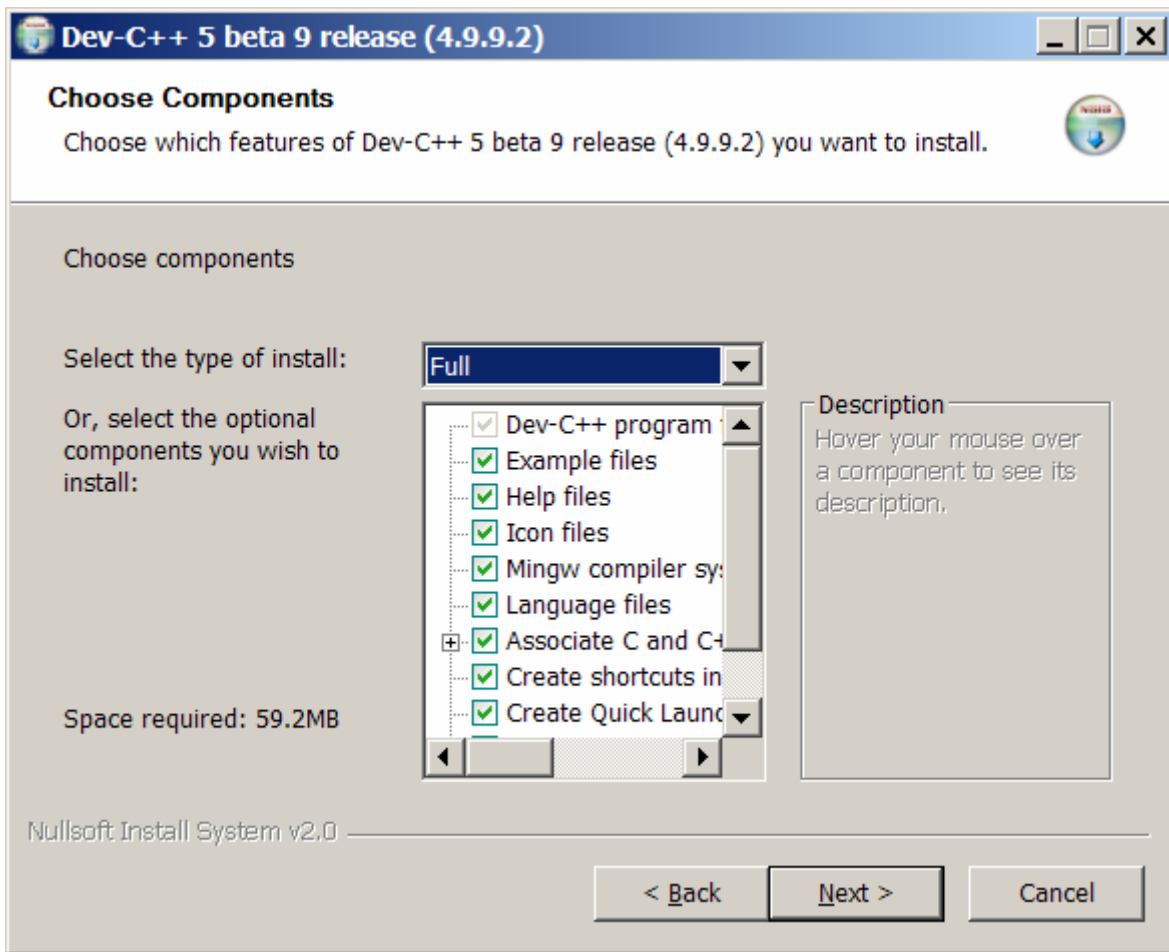 Dev-C++ 5 beta 9 release (4.9.9.2)
Choose Components
Choose which features of Dev-C++ 5 beta 9 release (4.9.9.2) you want to install.
Choose components
Select the type of install:
Full
Or, select the optional
components you wish to
install:
Dev-C++ program
Example files
Help files
Icon files
Mingw compiler sy
Language files
Associate C and C+
Create shortcuts in
Create Quick Launc
Description
Hover your mouse over
a component to see its
description.
Space required: 59.2MB
Nullsoft Install System v2.0
< Back
Next >
Cancel